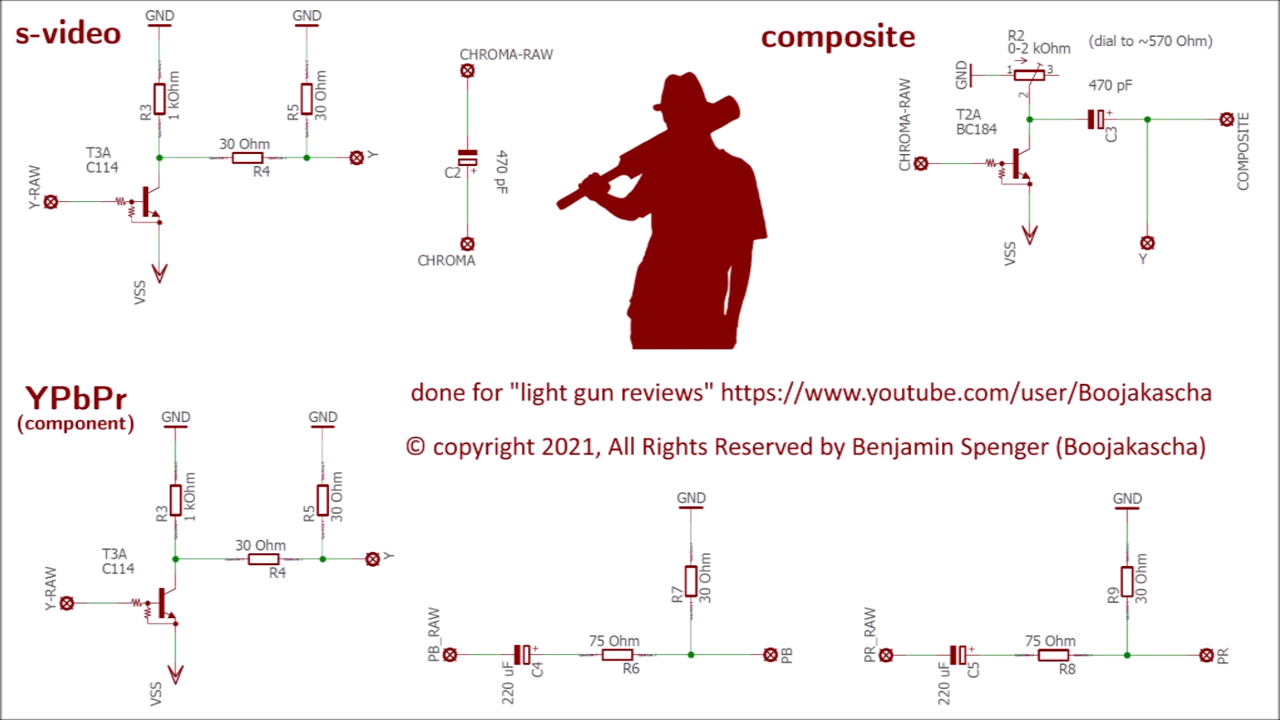 s-video
GND
GND
R3
1 kOhm
R5
30 Ohm
30 Ohm
R4
Y
T3A
C114
Y-RAW
VSS
CHROMA-RAW
C2
+
470 pF
CHROMA
composite
R2
0-2 kOhm
(dial to ~570 Ohm)
GND
1
3
2
470 pF
+
C3
T2A
BC184
CHROMA-RAW
COMPOSITE
VSS
Y
YPbPr
(component)
GND
GND
R3
1 kOhm
R5
30 Ohm
30 Ohm
R4
Y
T3A
C114
Y-RAW
VSS
done for "light gun reviews" https://www.youtube.com/user/Boojakascha
© copyright 2021, All Rights Reserved by Benjamin Spenger (Boojakascha)
GND
R7
30 Ohm
PB_RAW
+
220 uF
C4
75 Ohm
R6
PB
GND
R9
30 Ohm
PR_RAW
+
220 uF
C5
75 Ohm
R8
PR